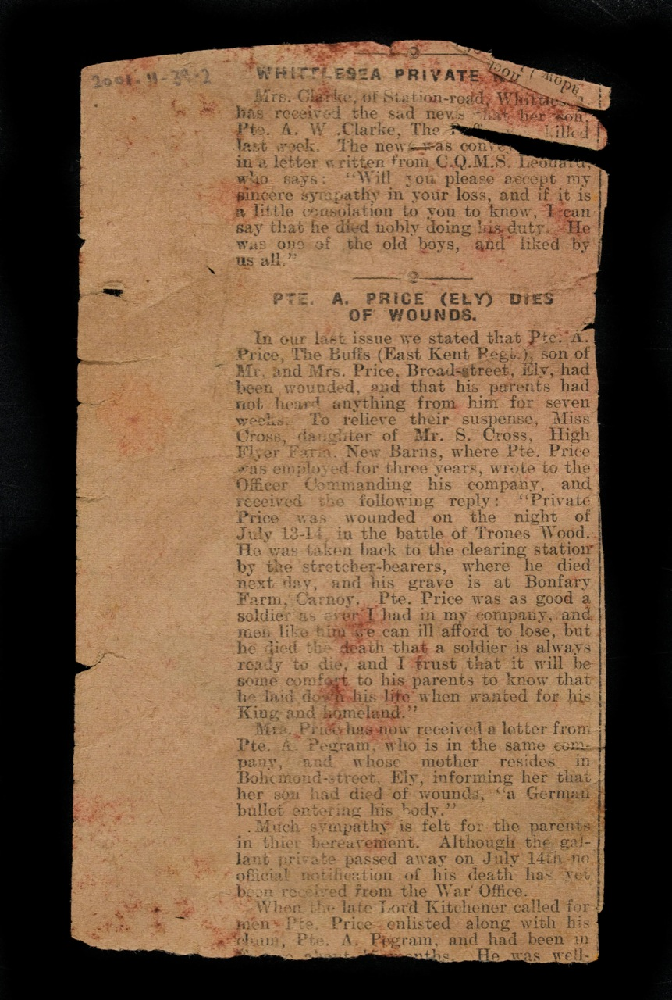 2001-11-39-2
WHITTLESEA PRIVATE
Mrs. Clarke, of Station-road,
has received the sad news that her son,
Pte. A. W .Clarke, The killed
last week. The news was
in a letter written from C.Q.M.S. Leonard,
who says: "Will you please accept my
sincere sympathy in your loss, and if it is
a little consolation to you to know, I can
say that he died nobly doing his duty. He
was one of the old boys, and liked by
us all."
PTE. A. PRICE (ELY) DIES
OF WOUNDS.
In our last issue we stated that Pte. A.
Price, The Buffs (East Kent Regt.), son of
Mr. and Mrs. Price, Broad-street, Ely, had
been wounded, and that his parents had
not heard anything from him for seven
weeks. To relieve their suspense, Miss
Cross, daughter of Mr. S. Cross, High
Flyer Farm, New Barns, where Pte. Price
was employed for three years, wrote to the
Officer Commanding his company, and
received the following reply: "Private
Price was wounded on the night of
July 13-14, in the battle of Trones Wood.
He was taken back to the clearing station
by the stretcher-bearers, where he died
next day, and his grave is at Bonfary
Farm, Carnoy. Pte. Price was as good a
soldier as ever I had in my company, and
men like him we can ill afford to lose, but
he died the death that a soldier is always
ready to die, and I trust that it will be
some comfort to his parents to know that
he laid down his life when wanted for his
King and homeland."
Mrs. Price has now received a letter from
Pte. A. Pegram, who is in the same com-
pany, and whose mother resides in
Bohemond-street, Ely, informing her that
her son had died of wounds, "a German
bullet entering his body."
.Much sympathy is felt for the parents
in thier bereavement. Although the gal-
lant private passed away on July 14th no
official notification of his death has yet
been received from the War Office.
When the late Lord Kitchener called for
men Pte. Price enlisted along with his
chum, Pte. A. Pegram, and had been in
about months. He was well-